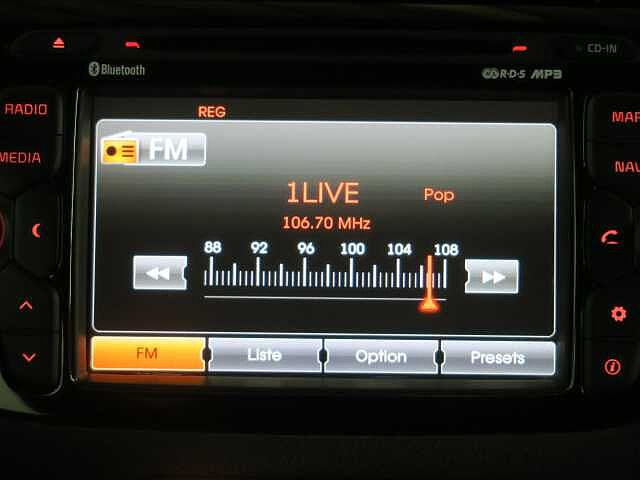 CD-IN
Bluetooth
R·D·S MP3
RADIO
MEDIA
REG
MAP
NAV
FM
1LIVE
Pop
106.70 MHz
88 92 96 100 104 108
FM Liste Option Presets